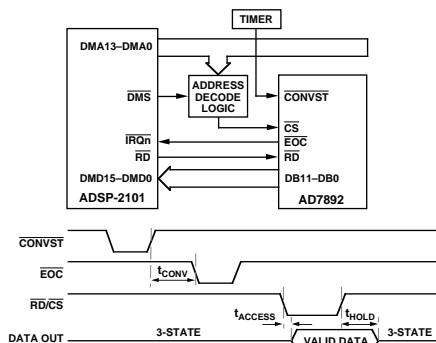 TIMER
DMA13–DMA0
ADDRESS
DECODE
LOGIC
DMS
CONVST
CS
IRQn
EOC
RD
RD
DMD15–DMD0
DB11–DB0
ADSP-2101
AD7892
CONVST
EOC
tCONV
RD/CS
tACCESS
tHOLD
DATA OUT
3-STATE
VALID DATA
3-STATE